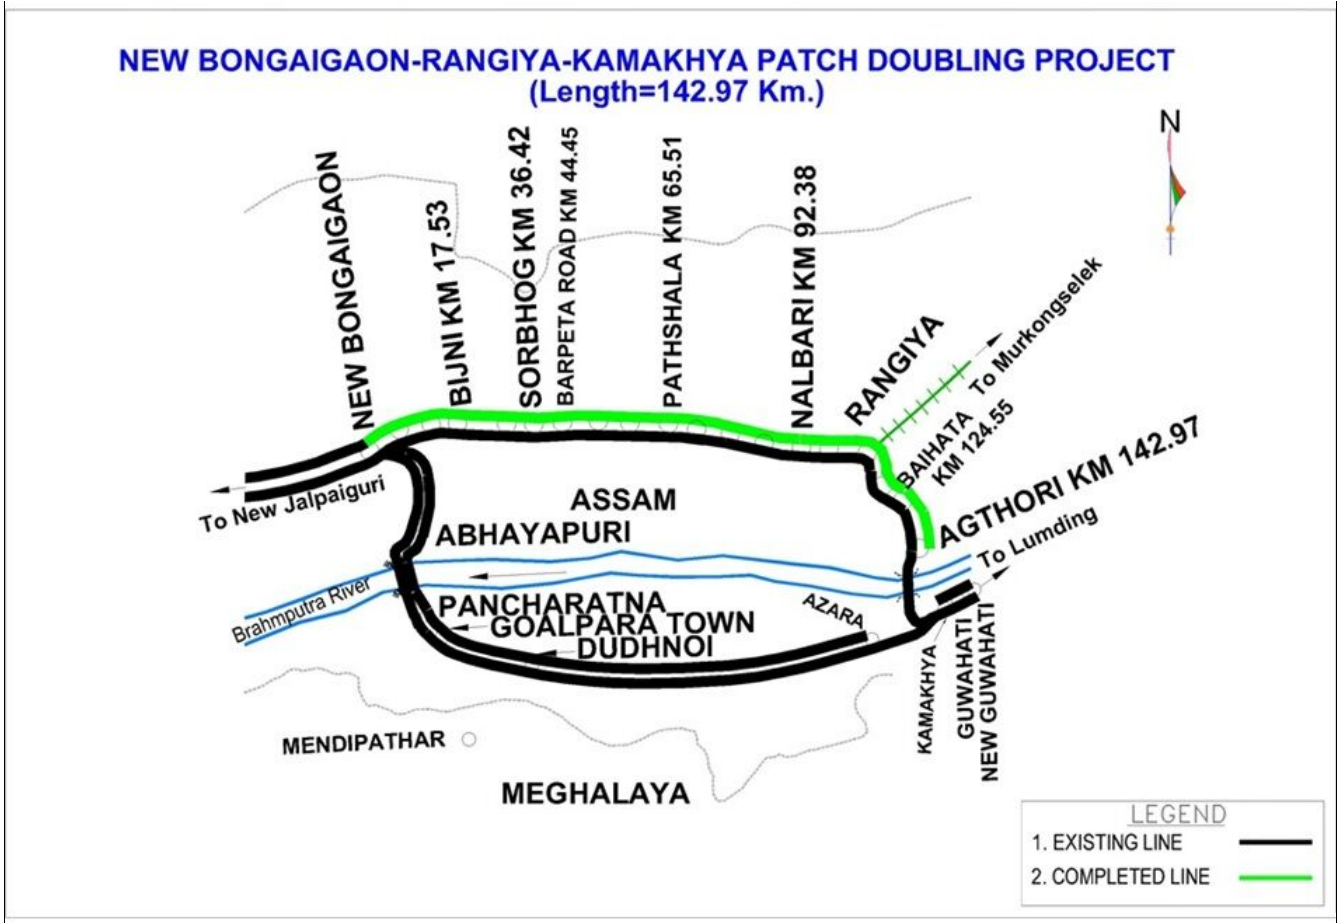 NEW BONGAIGAON-RANGIYA-KAMAKHYA PATCH DOUBLING PROJECT
(Length=142.97 Km.)
N
NEW BONGAIGAON
BIJNI KM 17.53
SORBHOG KM 36.42
BARPETA ROAD KM 44.45
PATHSHALA KM 65.51
NALBARI KM 92.38
RANGIYA
To Murkongselek
BAIHATA
KM 124.55
AGTHORI KM 142.97
To Lumding
To New Jalpaiguri
ASSAM
ABHAYAPURI
Brahmputra River
PANCHARATNA
GOALPARA TOWN
DUDHNOI
AZARA
KAMAKHYA
GUWAHATI
NEW GUWAHATI
MENDIPATHAR
MEGHALAYA
LEGEND
1. EXISTING LINE
2. COMPLETED LINE